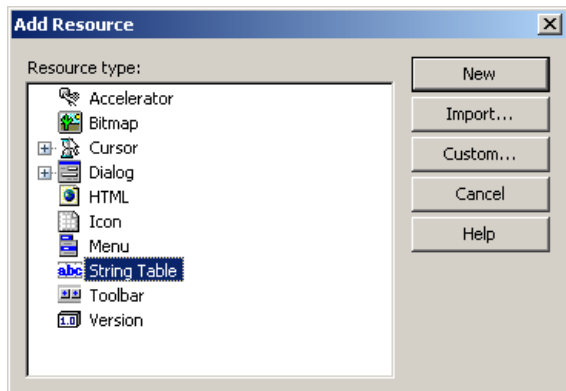 Add Resource
Resource type:
Accelerator
Bitmap
Cursor
Dialog
HTML
Icon
Menu
abc String Table
Toolbar
1.0 Version
New
Import...
Custom...
Cancel
Help